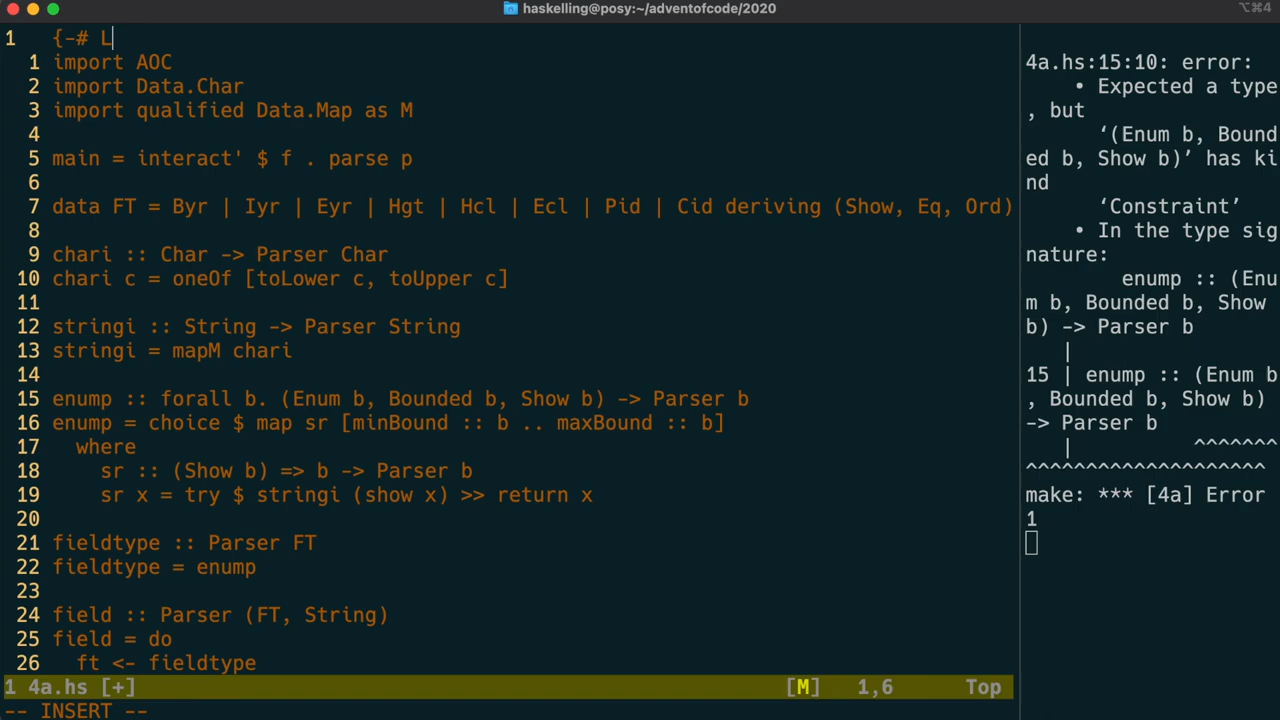 haskelling@posy:~/adventofcode/2020
⌥⌘4
1 {-# L
1 import AOC
2 import Data.Char
3 import qualified Data.Map as M
4
5 main = interact' $ f . parse p
6
7 data FT = Byr | Iyr | Eyr | Hgt | Hcl | Ecl | Pid | Cid deriving (Show, Eq, Ord)
8
9 chari :: Char -> Parser Char
10 chari c = oneOf [toLower c, toUpper c]
11
12 stringi :: String -> Parser String
13 stringi = mapM chari
14
15 enump :: forall b. (Enum b, Bounded b, Show b) -> Parser b
16 enump = choice $ map sr [minBound :: b .. maxBound :: b]
17 where
18 sr :: (Show b) => b -> Parser b
19 sr x = try $ stringi (show x) >> return x
20
21 fieldtype :: Parser FT
22 fieldtype = enump
23
24 field :: Parser (FT, String)
25 field = do
26 ft <- fieldtype
1 4a.hs [+] [M] 1,6 Top
-- INSERT --
4a.hs:15:10: error:
• Expected a type
, but
‘(Enum b, Bound
ed b, Show b)’ has ki
nd
‘Constraint’
• In the type sig
nature:
enump :: (Enu
m b, Bounded b, Show
b) -> Parser b
|
15 | enump :: (Enum b
, Bounded b, Show b)
-> Parser b
| ^^^^^^^
^^^^^^^^^^^^^^^^^^^^
make: *** [4a] Error
1